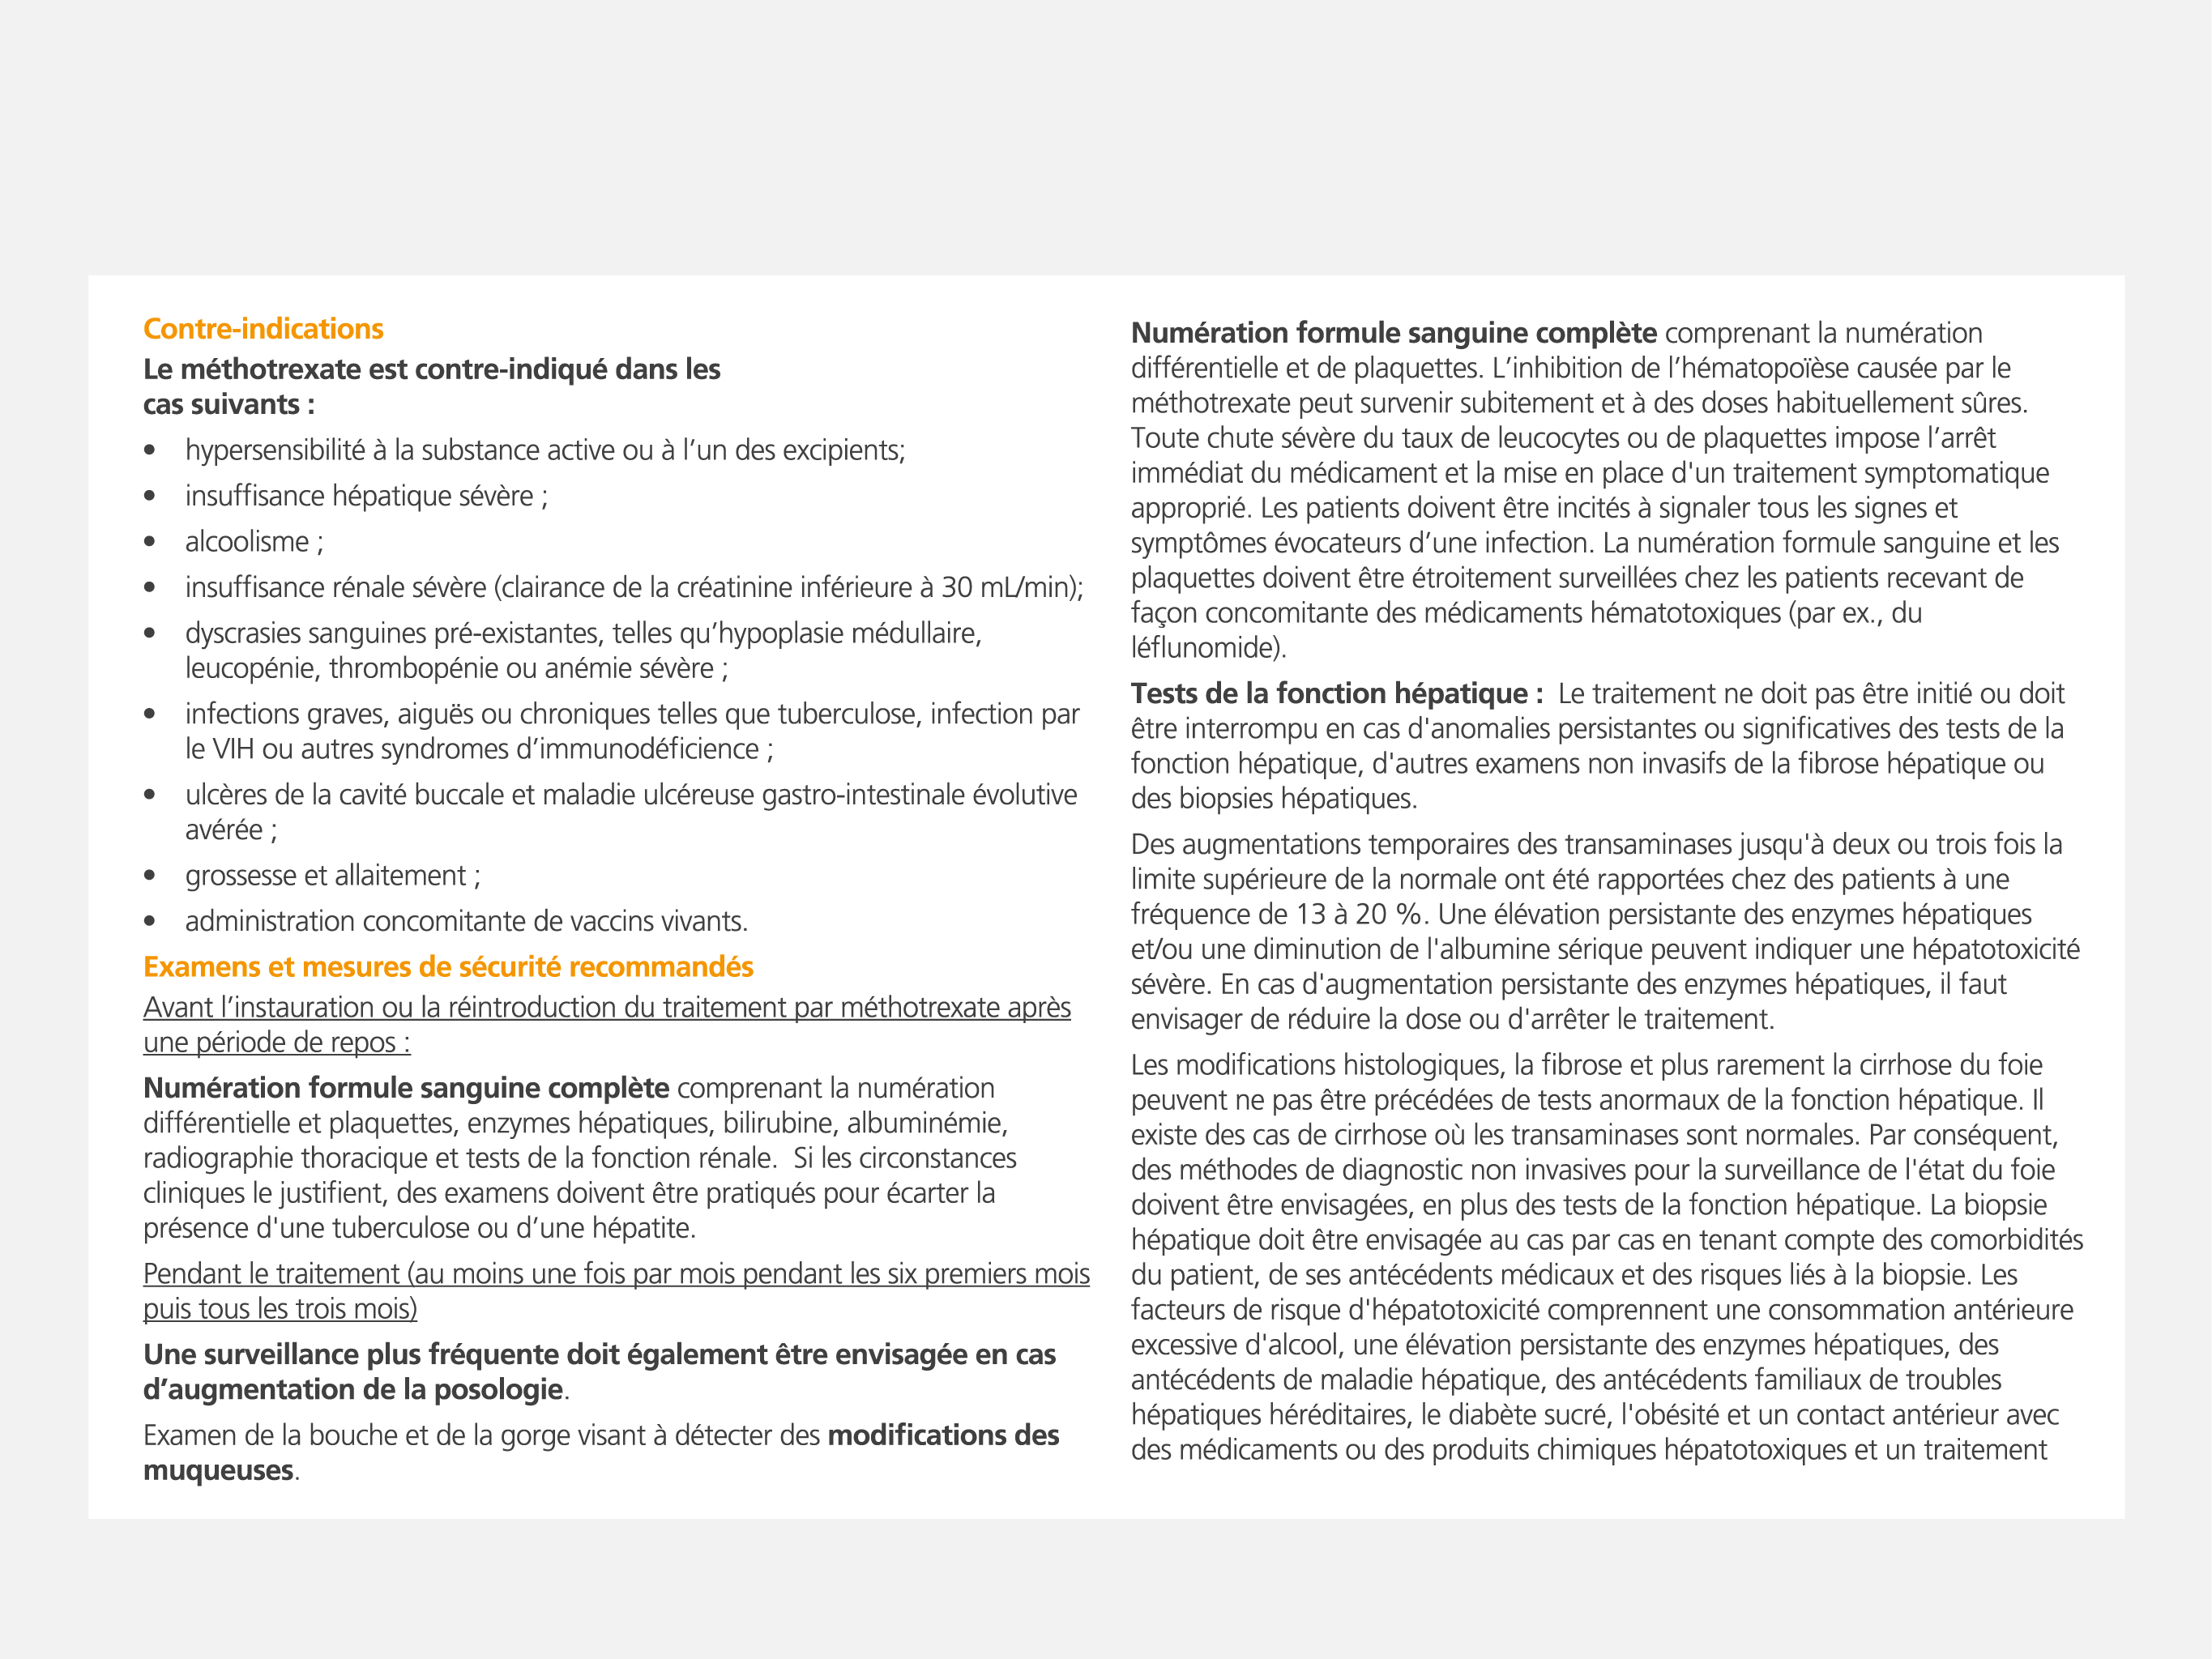 Contre-indications
Le méthotrexate est contre-indiqué dans les
cas suivants :
• hypersensibilité à la substance active ou à l’un des excipients;
• insuffisance hépatique sévère ;
• alcoolisme ;
• insuffisance rénale sévère (clairance de la créatinine inférieure à 30 mL/min);
• dyscrasies sanguines pré-existantes, telles qu’hypoplasie médullaire,
leucopénie, thrombopénie ou anémie sévère ;
• infections graves, aiguës ou chroniques telles que tuberculose, infection par
le VIH ou autres syndromes d’immunodéficience ;
• ulcères de la cavité buccale et maladie ulcéreuse gastro-intestinale évolutive
avérée ;
• grossesse et allaitement ;
• administration concomitante de vaccins vivants.
Examens et mesures de sécurité recommandés
Avant l’instauration ou la réintroduction du traitement par méthotrexate après
une période de repos :
Numération formule sanguine complète comprenant la numération
différentielle et plaquettes, enzymes hépatiques, bilirubine, albuminémie,
radiographie thoracique et tests de la fonction rénale.  Si les circonstances
cliniques le justifient, des examens doivent être pratiqués pour écarter la
présence d'une tuberculose ou d’une hépatite.
Pendant le traitement (au moins une fois par mois pendant les six premiers mois
puis tous les trois mois)
Une surveillance plus fréquente doit également être envisagée en cas
d’augmentation de la posologie.
Examen de la bouche et de la gorge visant à détecter des modifications des
muqueuses.
Numération formule sanguine complète comprenant la numération
différentielle et de plaquettes. L’inhibition de l’hématopoïèse causée par le
méthotrexate peut survenir subitement et à des doses habituellement sûres.
Toute chute sévère du taux de leucocytes ou de plaquettes impose l’arrêt
immédiat du médicament et la mise en place d'un traitement symptomatique
approprié. Les patients doivent être incités à signaler tous les signes et
symptômes évocateurs d’une infection. La numération formule sanguine et les
plaquettes doivent être étroitement surveillées chez les patients recevant de
façon concomitante des médicaments hématotoxiques (par ex., du
léflunomide).
Tests de la fonction hépatique :  Le traitement ne doit pas être initié ou doit
être interrompu en cas d'anomalies persistantes ou significatives des tests de la
fonction hépatique, d'autres examens non invasifs de la fibrose hépatique ou
des biopsies hépatiques.
Des augmentations temporaires des transaminases jusqu'à deux ou trois fois la
limite supérieure de la normale ont été rapportées chez des patients à une
fréquence de 13 à 20 %. Une élévation persistante des enzymes hépatiques
et/ou une diminution de l'albumine sérique peuvent indiquer une hépatotoxicité
sévère. En cas d'augmentation persistante des enzymes hépatiques, il faut
envisager de réduire la dose ou d'arrêter le traitement.
Les modifications histologiques, la fibrose et plus rarement la cirrhose du foie
peuvent ne pas être précédées de tests anormaux de la fonction hépatique. Il
existe des cas de cirrhose où les transaminases sont normales. Par conséquent,
des méthodes de diagnostic non invasives pour la surveillance de l'état du foie
doivent être envisagées, en plus des tests de la fonction hépatique. La biopsie
hépatique doit être envisagée au cas par cas en tenant compte des comorbidités
du patient, de ses antécédents médicaux et des risques liés à la biopsie. Les
facteurs de risque d'hépatotoxicité comprennent une consommation antérieure
excessive d'alcool, une élévation persistante des enzymes hépatiques, des
antécédents de maladie hépatique, des antécédents familiaux de troubles
hépatiques héréditaires, le diabète sucré, l'obésité et un contact antérieur avec
des médicaments ou des produits chimiques hépatotoxiques et un traitement